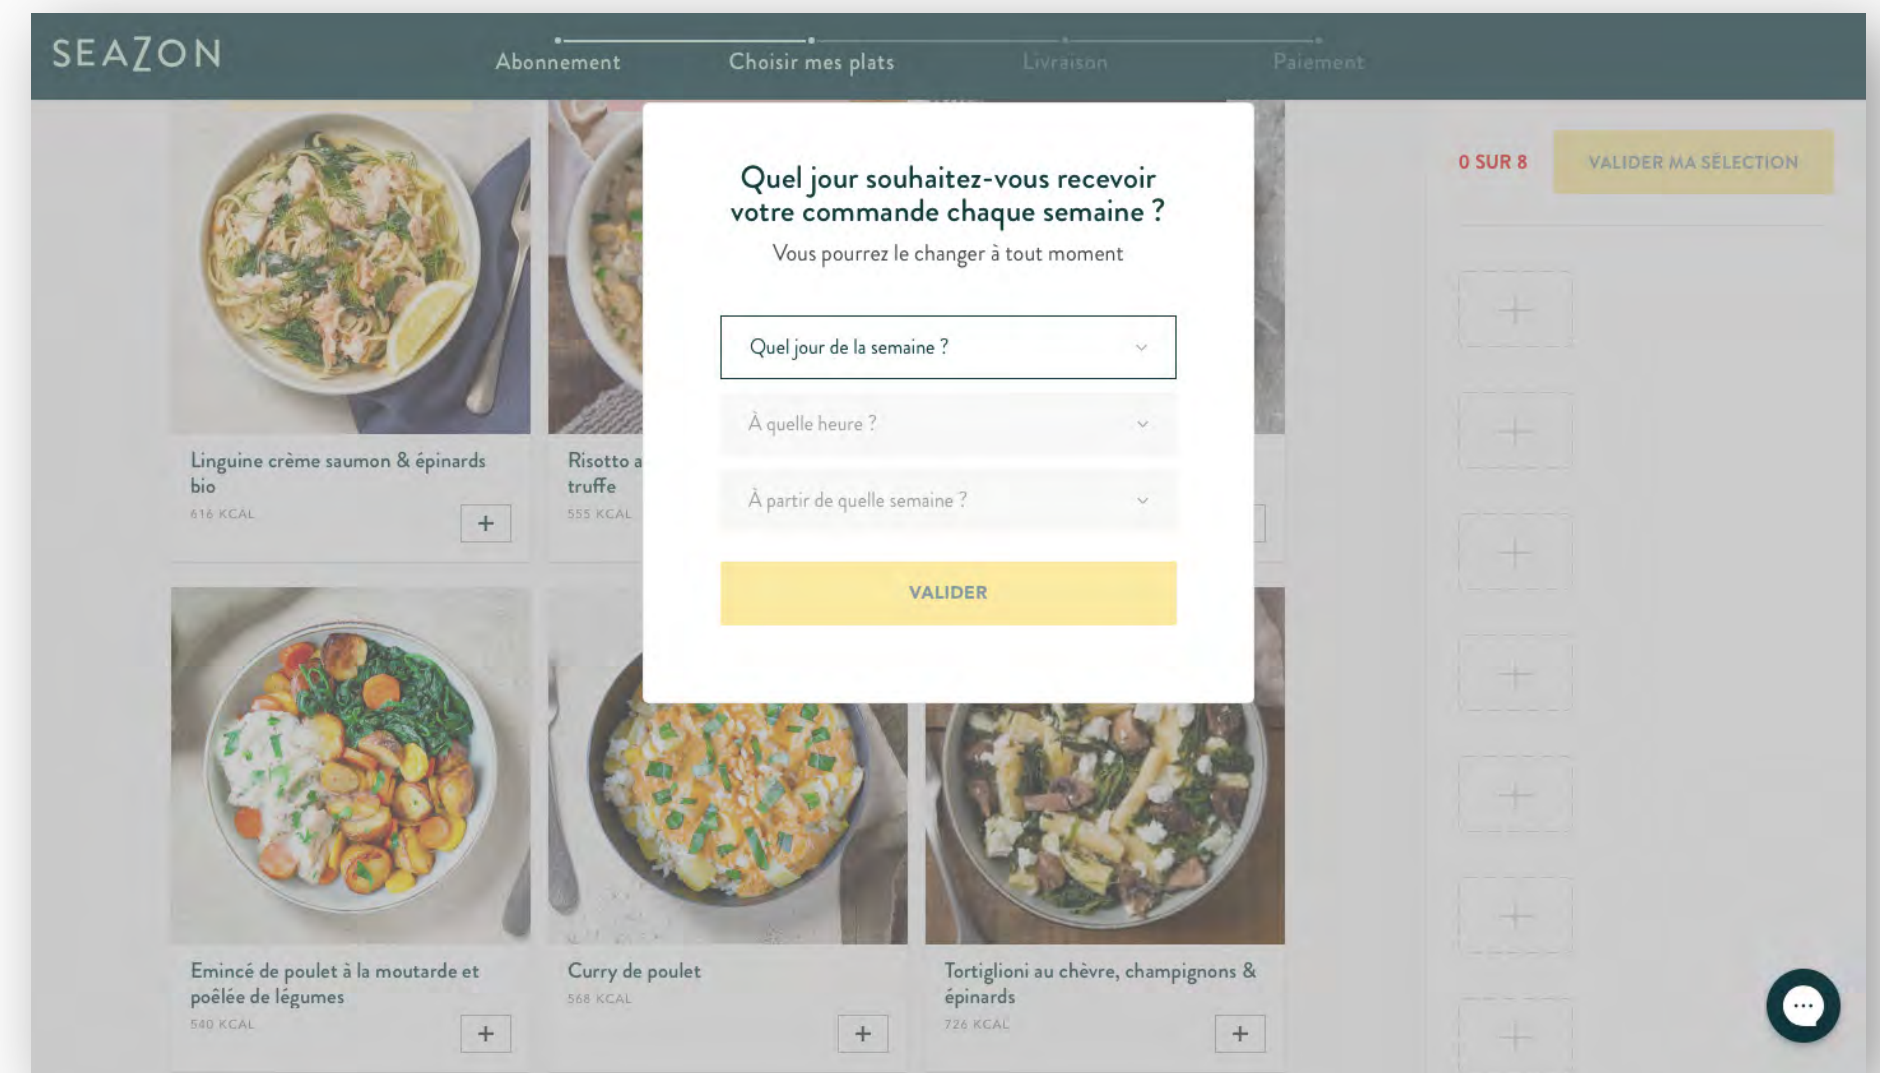 SEAZON
Abonnement
Choisir mes plats
Livraison
Paiement
0 SUR 8
VALIDER MA SÉLECTION
Quel jour souhaitez-vous recevoir
votre commande chaque semaine ?
Vous pourrez le changer à tout moment
Quel jour de la semaine ?
À quelle heure ?
À partir de quelle semaine ?
VALIDER
Linguine crème saumon & épinards
bio
616 KCAL
+
Risotto a
truffe
555 KCAL
Emincé de poulet à la moutarde et
poêlée de légumes
540 KCAL
+
Curry de poulet
568 KCAL
+
Tortiglioni au chèvre, champignons &
épinards
726 KCAL
+